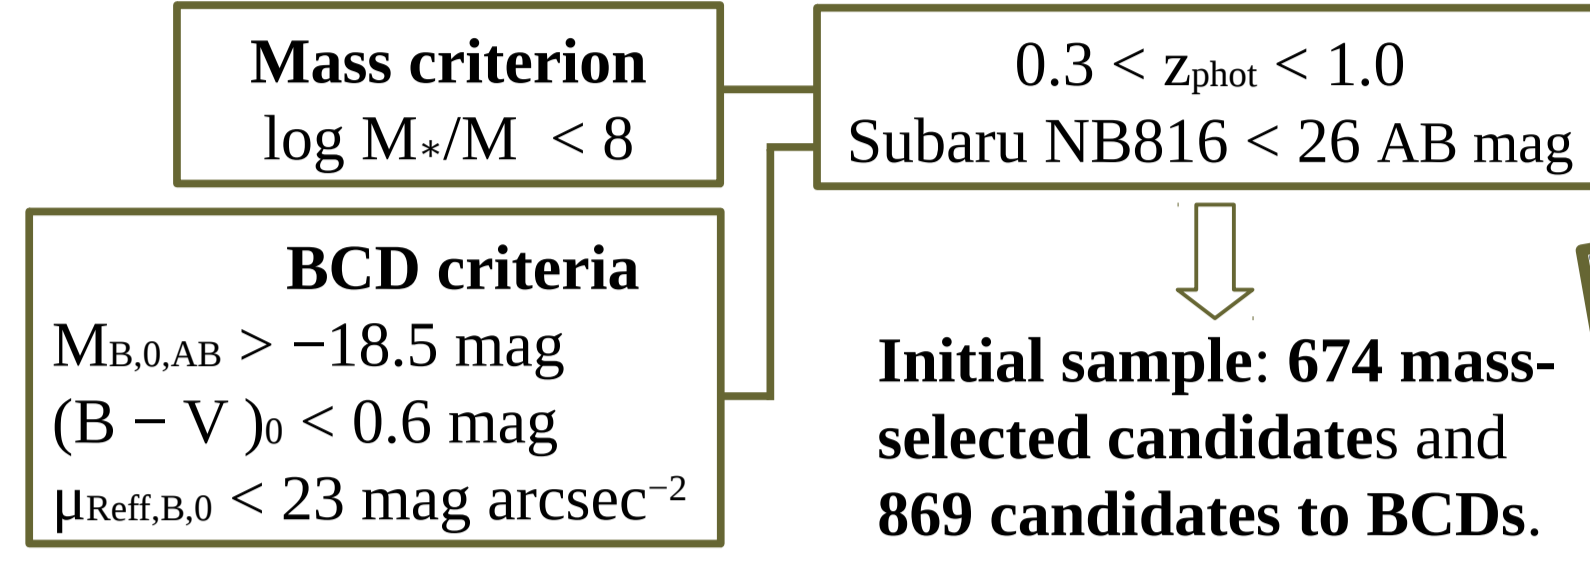 Mass criterion
log M*/M < 8
0.3 < zphot < 1.0
Subaru NB816 < 26 AB mag
BCD criteria
MB,0,AB > −18.5 mag
(B − V )0 < 0.6 mag
μReff,B,0 < 23 mag arcsec−2
Initial sample: 674 mass-
selected candidates and
869 candidates to BCDs.